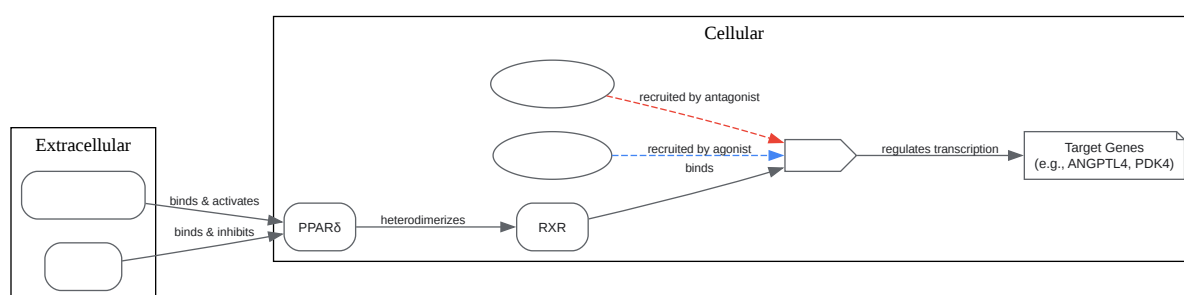 Cellular
recruited by antagonist
Extracellular
recruited by agonist
binds
regulates transcription
Target Genes
(e.g., ANGPTL4, PDK4)
binds & activates
binds & inhibits
PPARδ
heterodimerizes
RXR